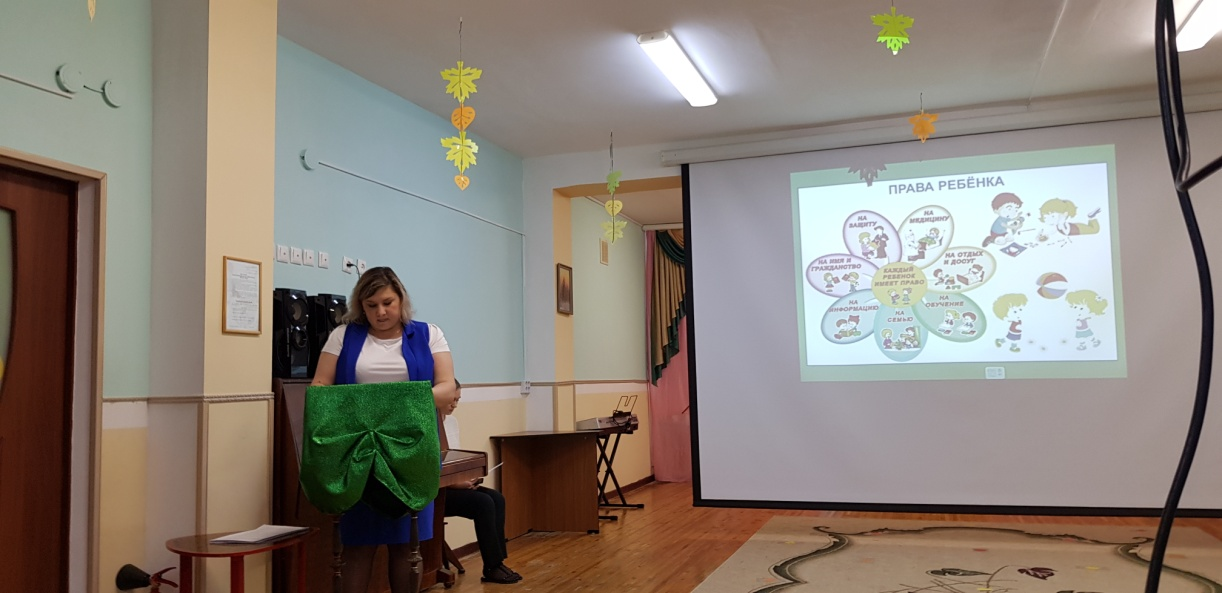 ПРАВА РЕБЁНКА
НА
ЗАЩИТУ
НА
МЕДИЦИНУ
НА ИМЯ И
ГРАЖДАНСТВО
КАЖДЫЙ
РЕБЕНОК
ИМЕЕТ ПРАВО
НА ОТДЫХ
И ДОСУГ
НА
ИНФОРМАЦИЮ
НА
СЕМЬЮ
НА
ОБУЧЕНИЕ